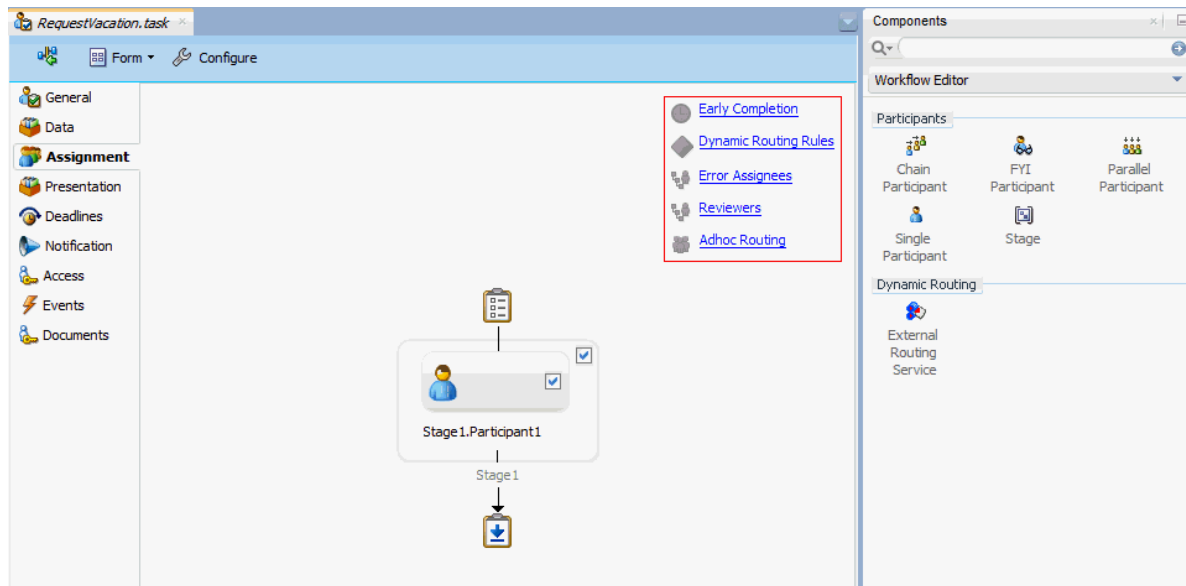 RequestVacation.task
Form
Configure
General
Data
Assignment
Presentation
Deadlines
Notification
Access
Events
Documents
Early Completion
Dynamic Routing Rules
Error Assignees
Reviewers
Adhoc Routing
Stage1.Participant1
Stage1
Components
Workflow Editor
Participants
Chain
Participant
FYI
Participant
Parallel
Participant
Single
Participant
Stage
Dynamic Routing
External
Routing
Service